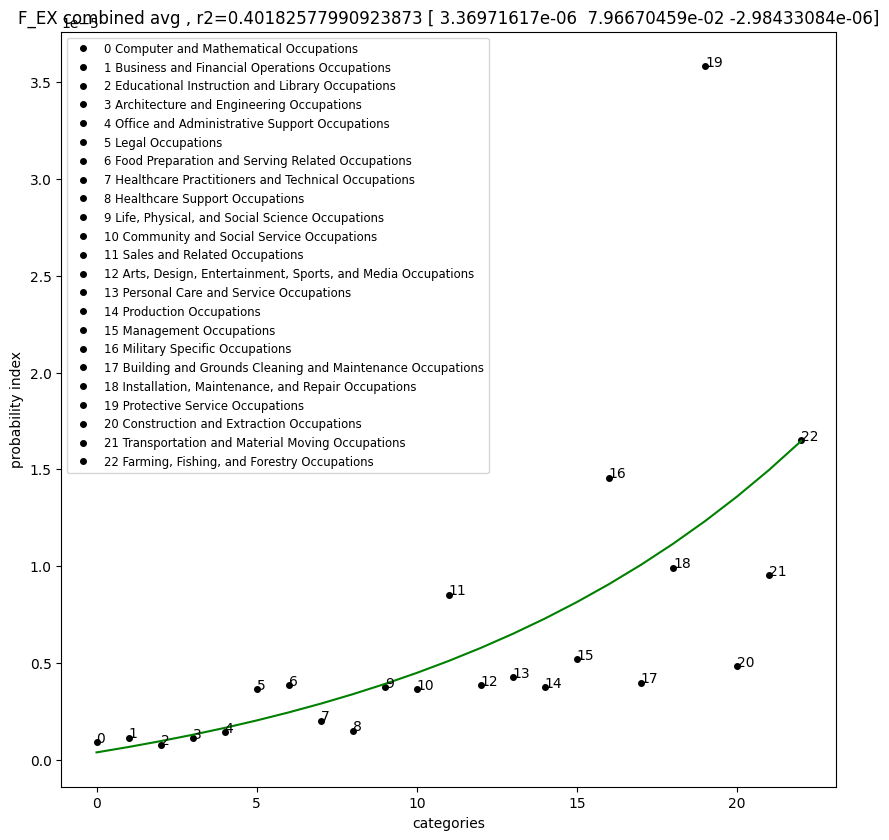 F_EX combined avg , r2=0.40182577990923873 [ 3.36971617e-06 7.96670459e-02 -2.98433084e-06]
0 Computer and Mathematical Occupations
1 Business and Financial Operations Occupations
2 Educational Instruction and Library Occupations
3 Architecture and Engineering Occupations
4 Office and Administrative Support Occupations
5 Legal Occupations
6 Food Preparation and Serving Related Occupations
7 Healthcare Practitioners and Technical Occupations
8 Healthcare Support Occupations
9 Life, Physical, and Social Science Occupations
10 Community and Social Service Occupations
11 Sales and Related Occupations
12 Arts, Design, Entertainment, Sports, and Media Occupations
13 Personal Care and Service Occupations
14 Production Occupations
15 Management Occupations
16 Military Specific Occupations
17 Building and Grounds Cleaning and Maintenance Occupations
18 Installation, Maintenance, and Repair Occupations
19 Protective Service Occupations
20 Construction and Extraction Occupations
21 Transportation and Material Moving Occupations
22 Farming, Fishing, and Forestry Occupations
probability index
3.5
3.0
2.5
2.0
1.5
1.0
0.5
0.0
0
1
2
3
4
5
6
7
8
9
10
11
12
13
14
15
16
17
18
19
20
21
22
0
5
10
15
20
categories